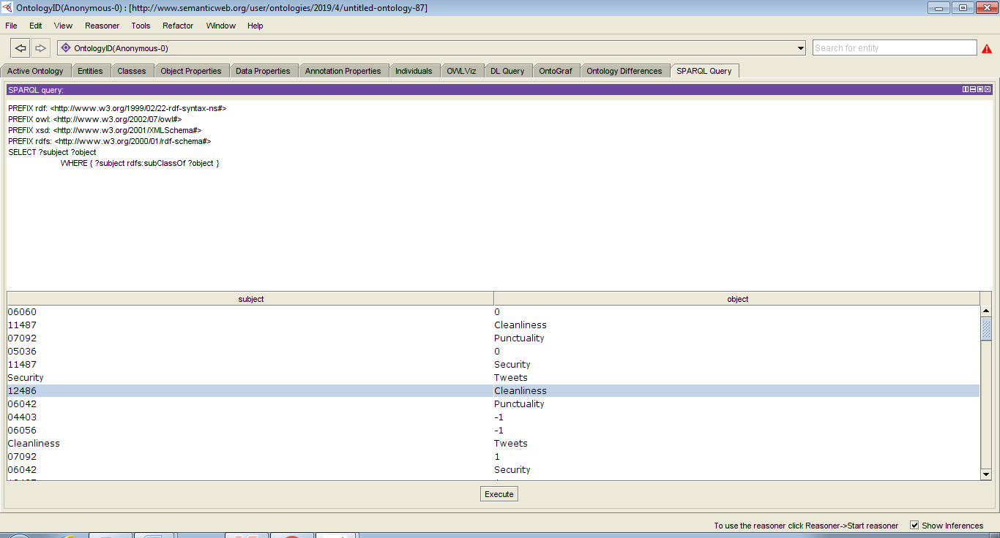 OntologyID(Anonymous-0) : [http://www.semanticweb.org/user/ontologies/2019/4/untitled-ontology-87]
File Edit View Reasoner Tools Refactor Window Help
OntologyID(Anonymous-0) Search for entity
Active Ontology Entities Classes Object Properties Data Properties Annotation Properties Individuals OWLViz DL Query OntoGraf Ontology Differences SPARQL Query
SPARQL query:
PREFIX rdf: <http://www.w3.org/1999/02/22-rdf-syntax-ns#>
PREFIX owl: <http://www.w3.org/2002/07/owl#>
PREFIX xsd: <http://www.w3.org/2001/XMLSchema#>
PREFIX rdfs: <http://www.w3.org/2000/01/rdf-schema#>
SELECT ?subject ?object
WHERE { ?subject rdfs:subClassOf ?object }
subject object
06060 0
11487 Cleanliness
07092 Punctuality
05036 0
11487 Security
Security Tweets
12486 Cleanliness
06042 Punctuality
04403 -1
06056 -1
Cleanliness Tweets
07092 1
06042 Security
Execute
To use the reasoner click Reasoner->Start reasoner Show Inferences